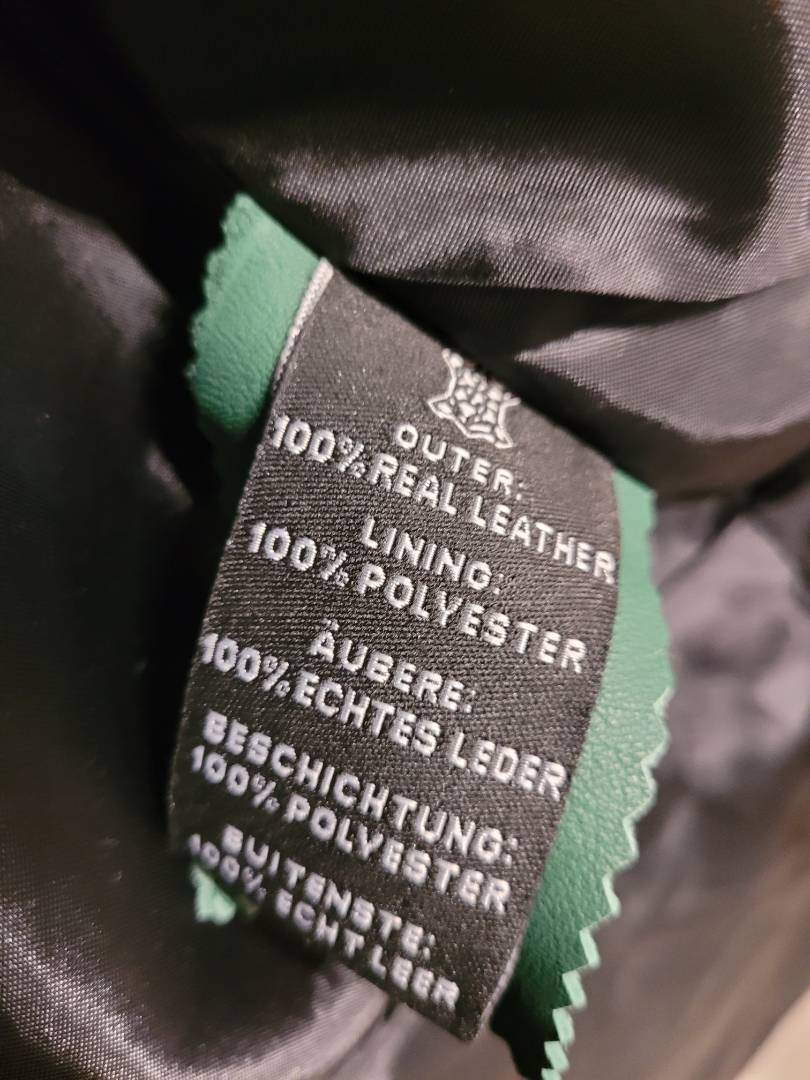 OUTER:
100% REAL LEATHER
LINING:
100% POLYESTER
ÄUBERE:
100% ECHTES LEDER
BESCHICHTUNG:
100% POLYESTER
BUITENSTE:
100% ECHT LEER